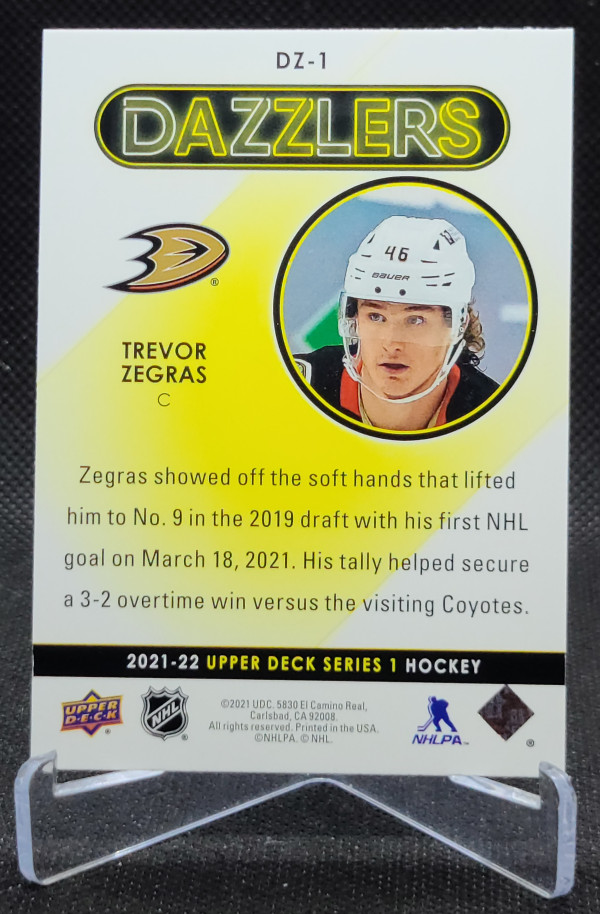 DZ-1
DAZZLERS
46
BAUER
®
TREVOR
ZEGRAS
C
Zegras showed off the soft hands that lifted
him to No. 9 in the 2019 draft with his first NHL
goal on March 18, 2021. His tally helped secure
a 3-2 overtime win versus the visiting Coyotes.
2021-22 UPPER DECK SERIES 1 HOCKEY
UPPER
D·E·C·K
NHL
®
©2021 UDC. 5830 El Camino Real,
Carlsbad, CA 92008.
All rights reserved. Printed in the USA.
©NHLPA. © NHL.
NHLPA
®